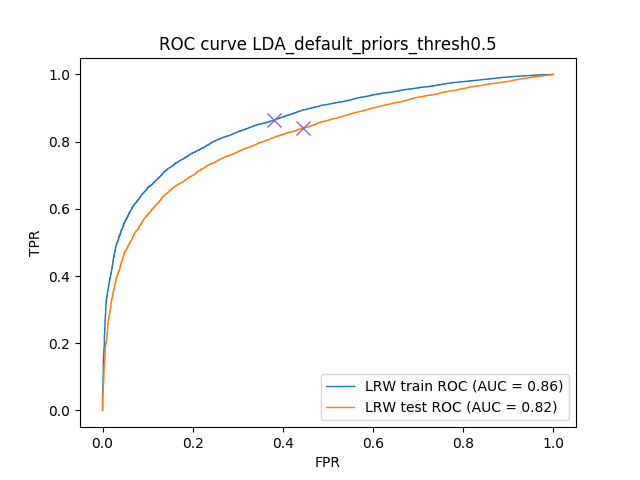 ROC curve LDA_default_priors_thresh0.5
1.0
0.8
0.6
0.4
0.2
0.0
TPR
LRW train ROC (AUC = 0.86)
LRW test ROC (AUC = 0.82)
0.0 0.2 0.4 0.6 0.8 1.0
FPR